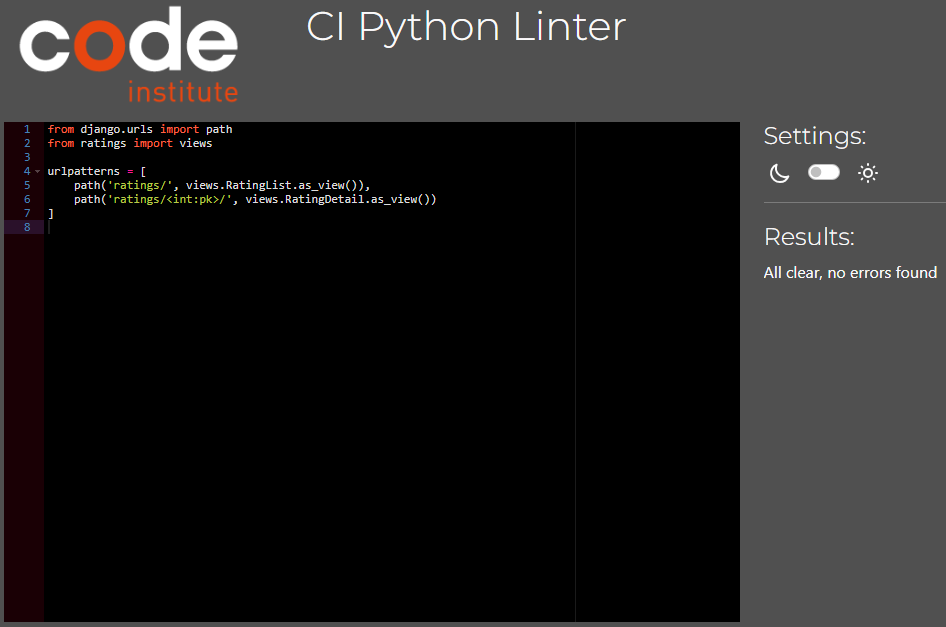 code
institute
CI Python Linter
1 from django.urls import path
2 from ratings import views
3
4 urlpatterns = [
5     path('ratings/', views.RatingList.as_view()),
6     path('ratings/<int:pk>/', views.RatingDetail.as_view())
7 ]
8
Settings:
Results:
All clear, no errors found